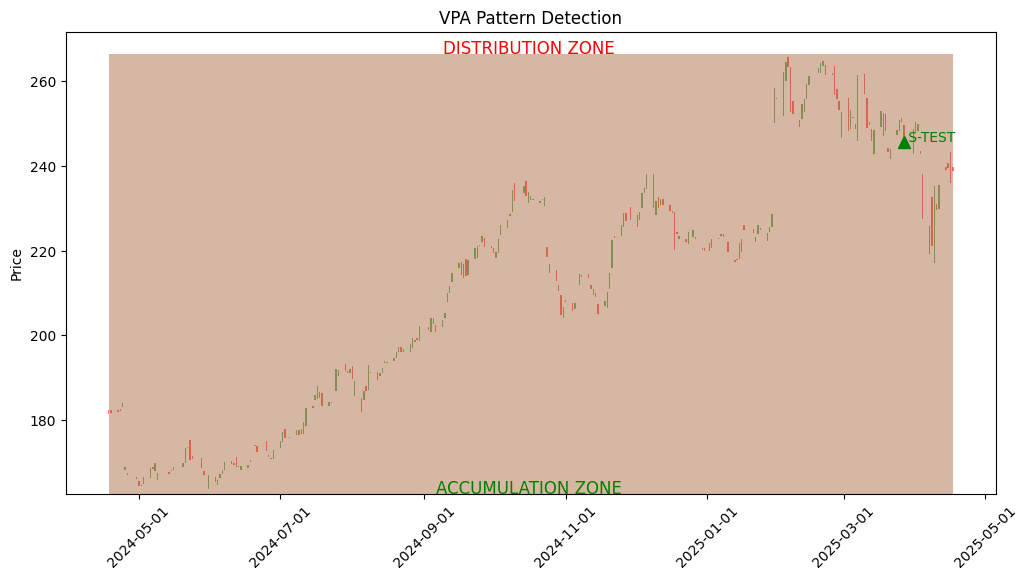 VPA Pattern Detection
DISTRIBUTION ZONE
260
240
220
200
180
Price
S-TEST
ACCUMULATION ZONE
2024-05-01
2024-07-01
2024-09-01
2024-11-01
2025-01-01
2025-03-01
2025-05-01